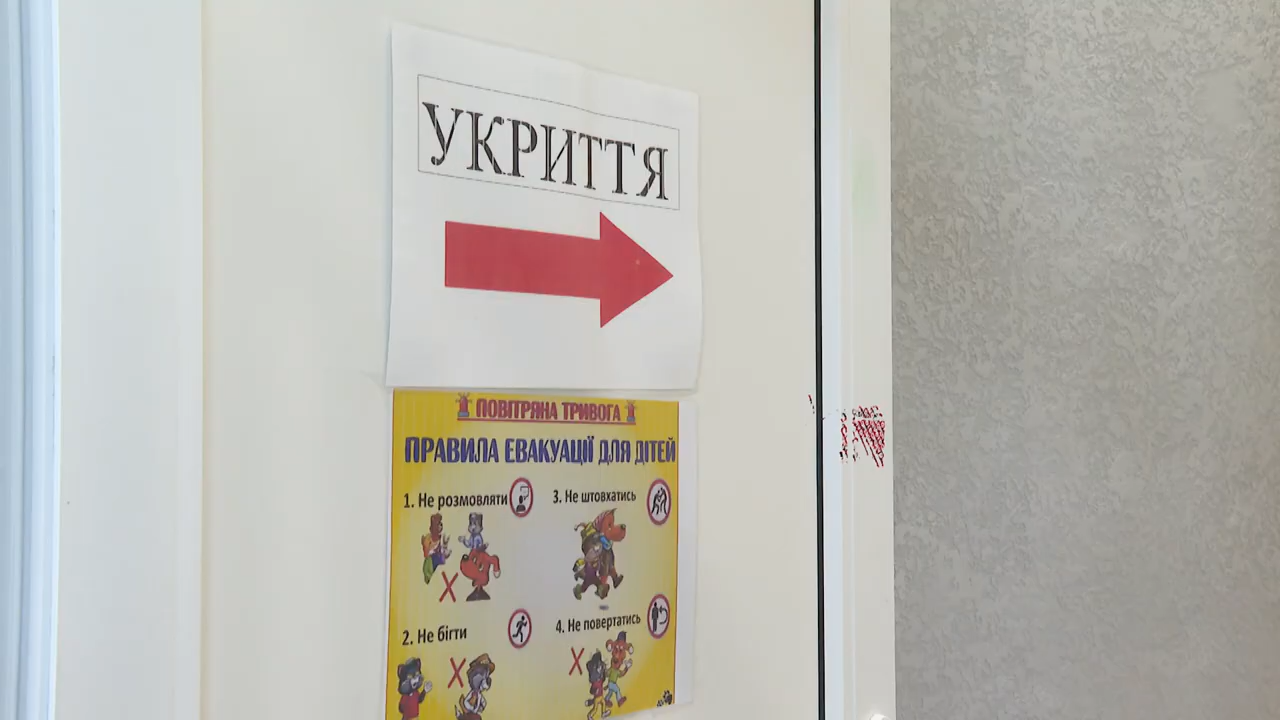 УКРИТТЯ
ПОВІТРЯНА ТРИВОГА
ПРАВИЛА ЕВАКУАЦІЇ ДЛЯ ДІТЕЙ
1. Не розмовляти
3. Не штовхатись
2. Не бігти
4. Не повертатись